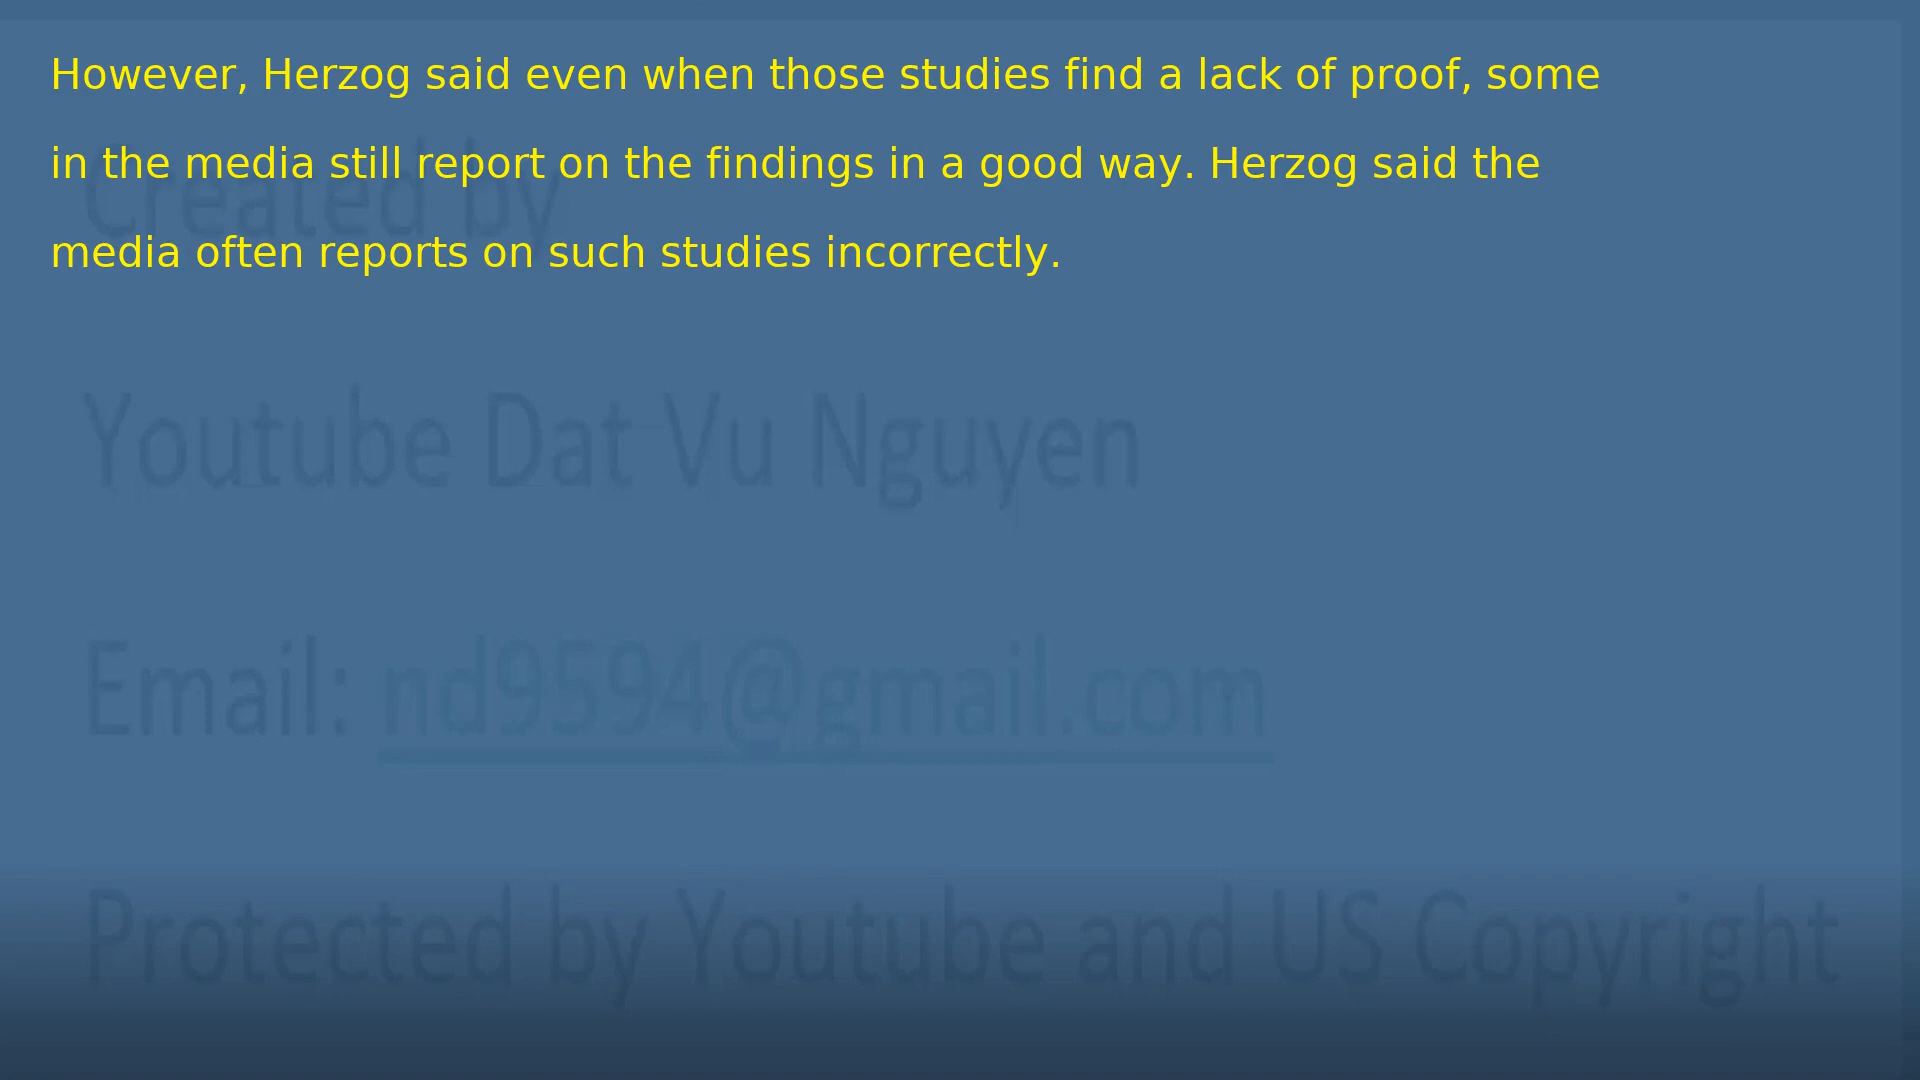 However, Herzog said even when those studies find a lack of proof, some
in the media still report on the findings in a good way. Herzog said the
media often reports on such studies incorrectly.
Created by
Youtube Dat Vu Nguyen
Email: nd9594@gmail.com
Protected by Youtube and US Copyright